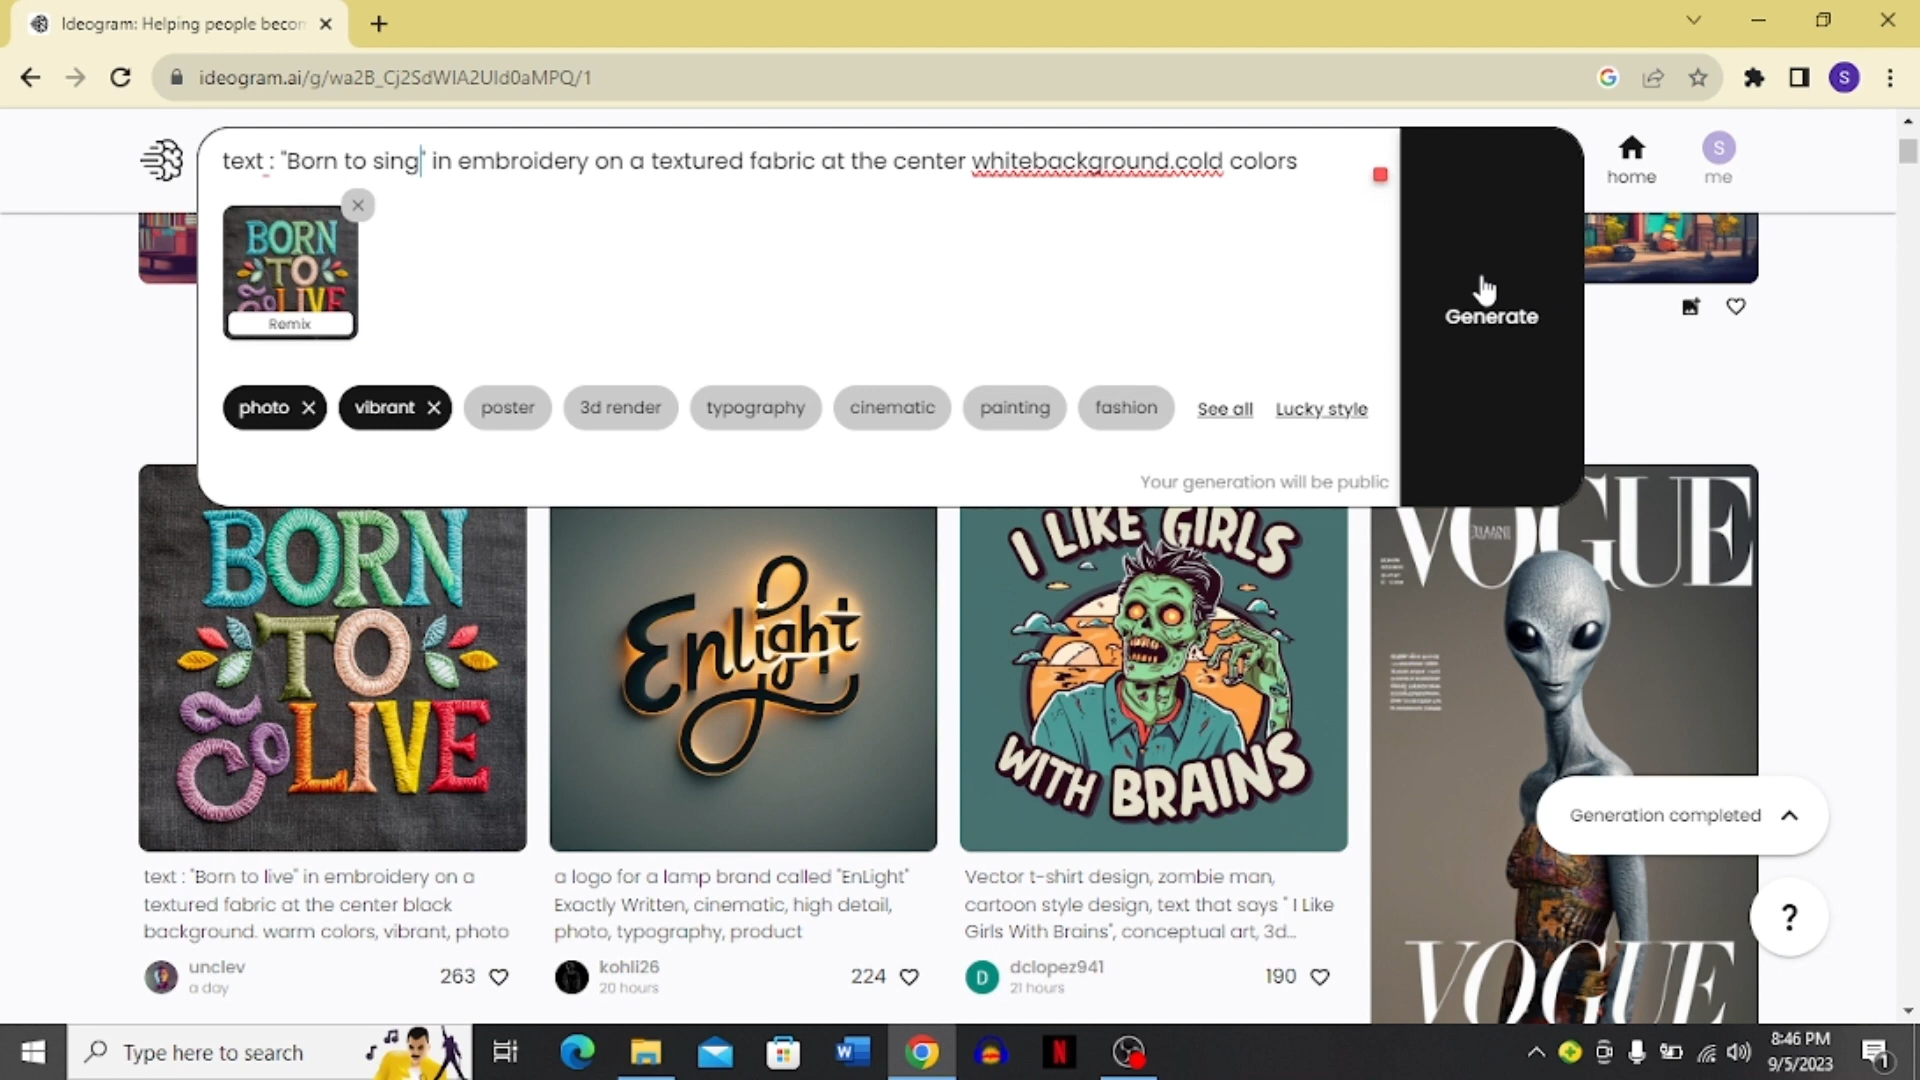 Ideogram: Helping people becor
ideogram.ai/g/wa2B_Cj2SdWIA2UId0aMPQ/1
S
text : "Born to sing" in embroidery on a textured fabric at the center whitebackground.cold colors
home
S
me
BORN
TO
LIVE
Remix
Generate
photo
vibrant
poster
3d render
typography
cinematic
painting
fashion
See all
Lucky style
Your generation will be public
BORN
TO
LIVE
Enlight
I LIKE GIRLS
WITH BRAINS
VOGUE
VOGUE
Generation completed
?
text : "Born to live" in embroidery on a
textured fabric at the center black
background. warm colors, vibrant, photo
unclev
a day
263
a logo for a lamp brand called "EnLight"
Exactly Written, cinematic, high detail,
photo, typography, product
kohli26
20 hours
224
Vector t-shirt design, zombie man,
cartoon style design, text that says " I Like
Girls With Brains", conceptual art, 3d...
D
dclopez941
21 hours
190
Type here to search
W
N
8:46 PM
9/5/2023
1